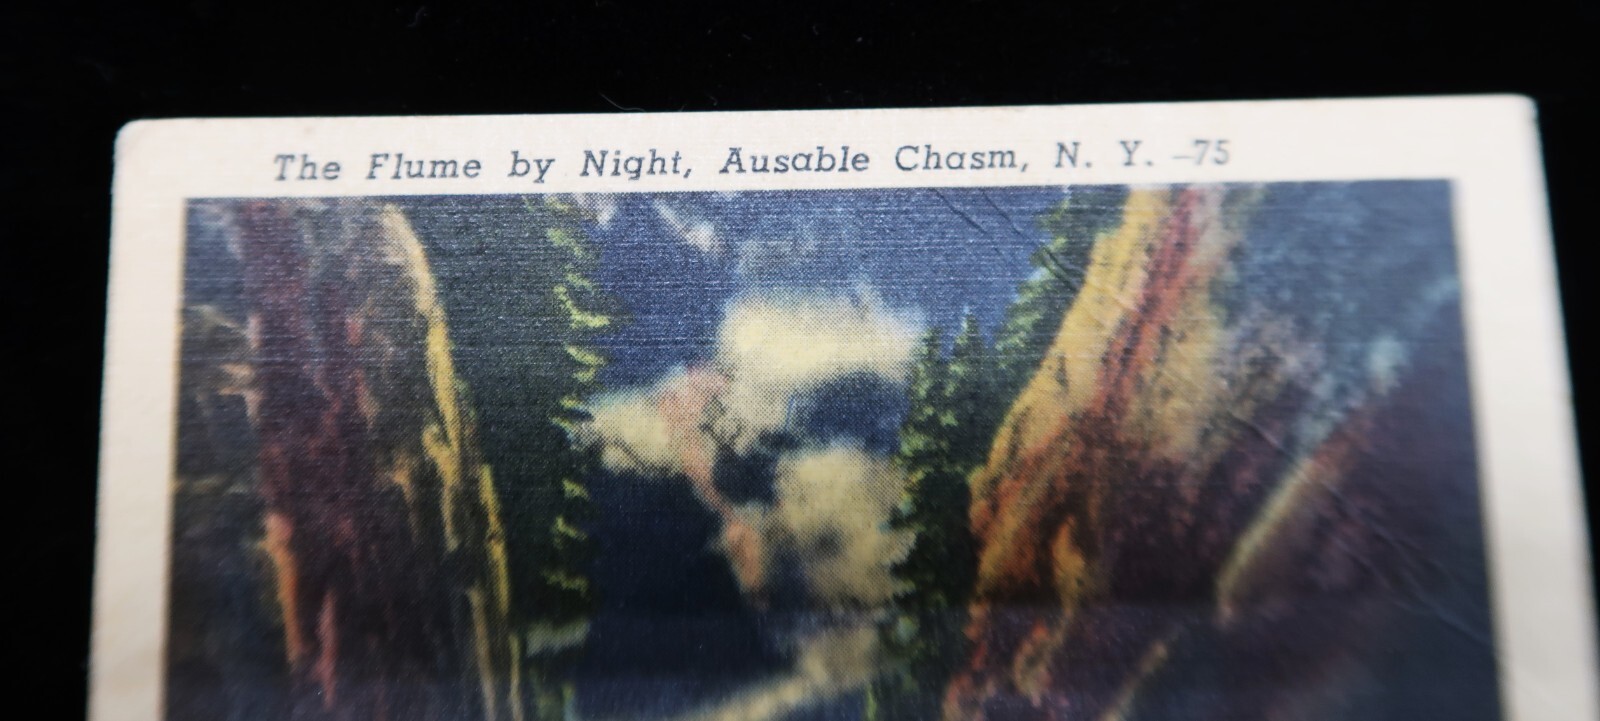 The Flume by Night, Ausable Chasm, N. Y. -75